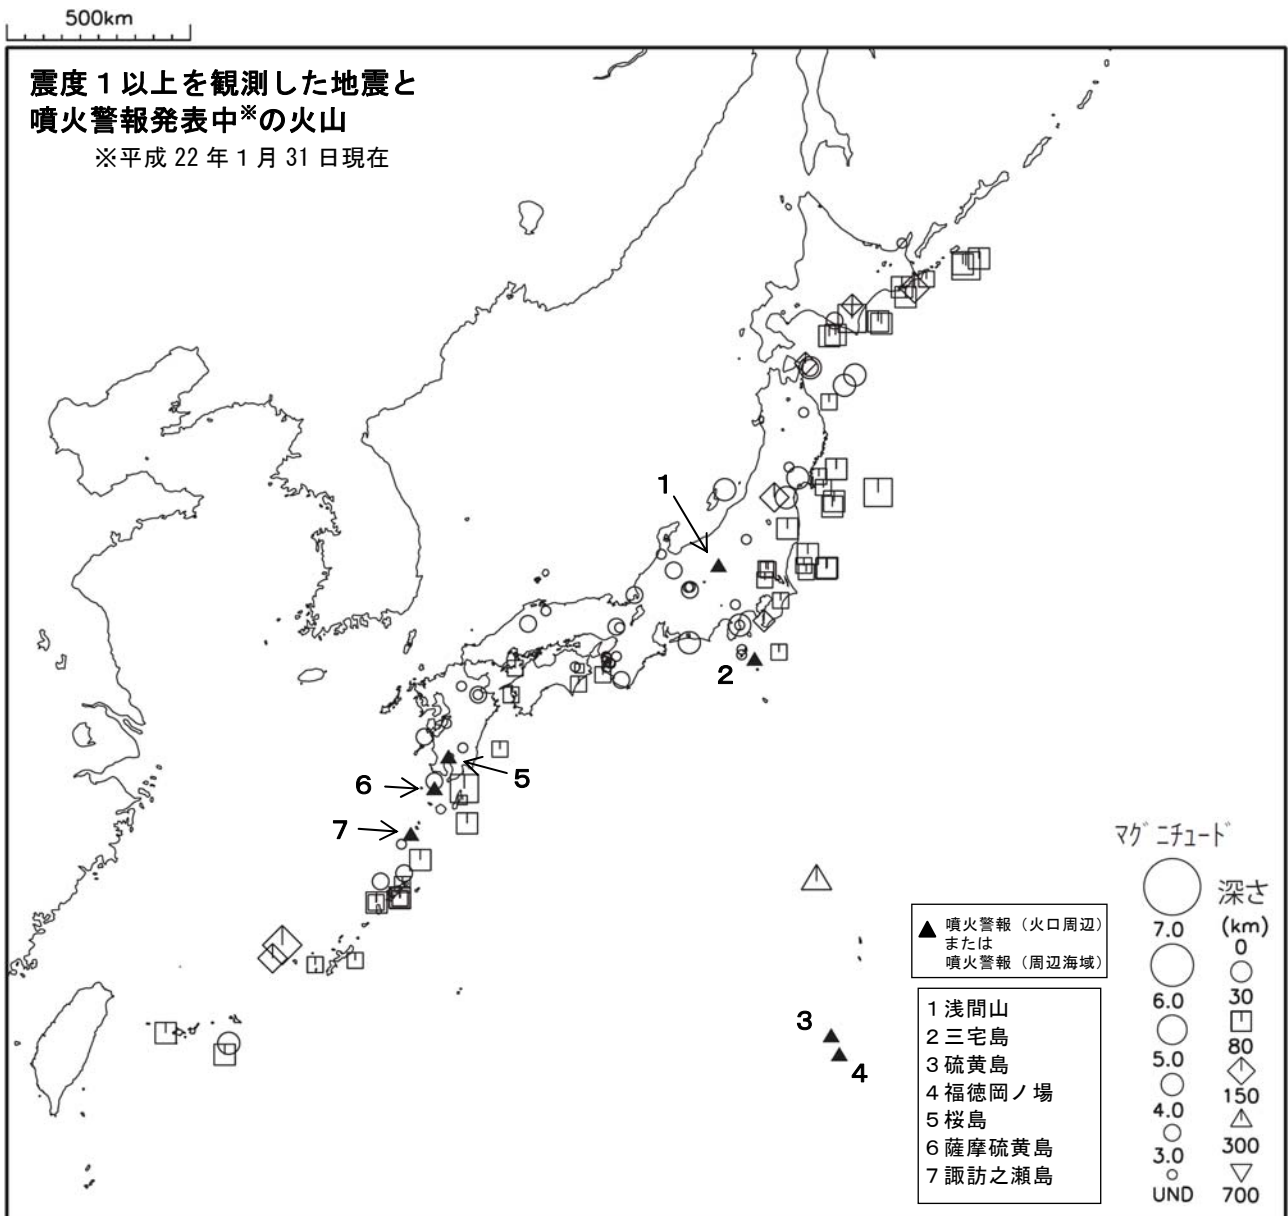 500km
震度1以上を観測した地震と
噴火警報発表中※の火山
※平成22年1月31日現在
1
2
6
5
7
3
4
マグニチュード
7.0
6.0
5.0
4.0
3.0
UND
深さ
(km)
0
30
80
150
300
700
▲ 噴火警報（火口周辺）
または
噴火警報（周辺海域）
1浅間山
2三宅島
3硫黄島
4福徳岡ノ場
5桜島
6薩摩硫黄島
7諏訪之瀬島